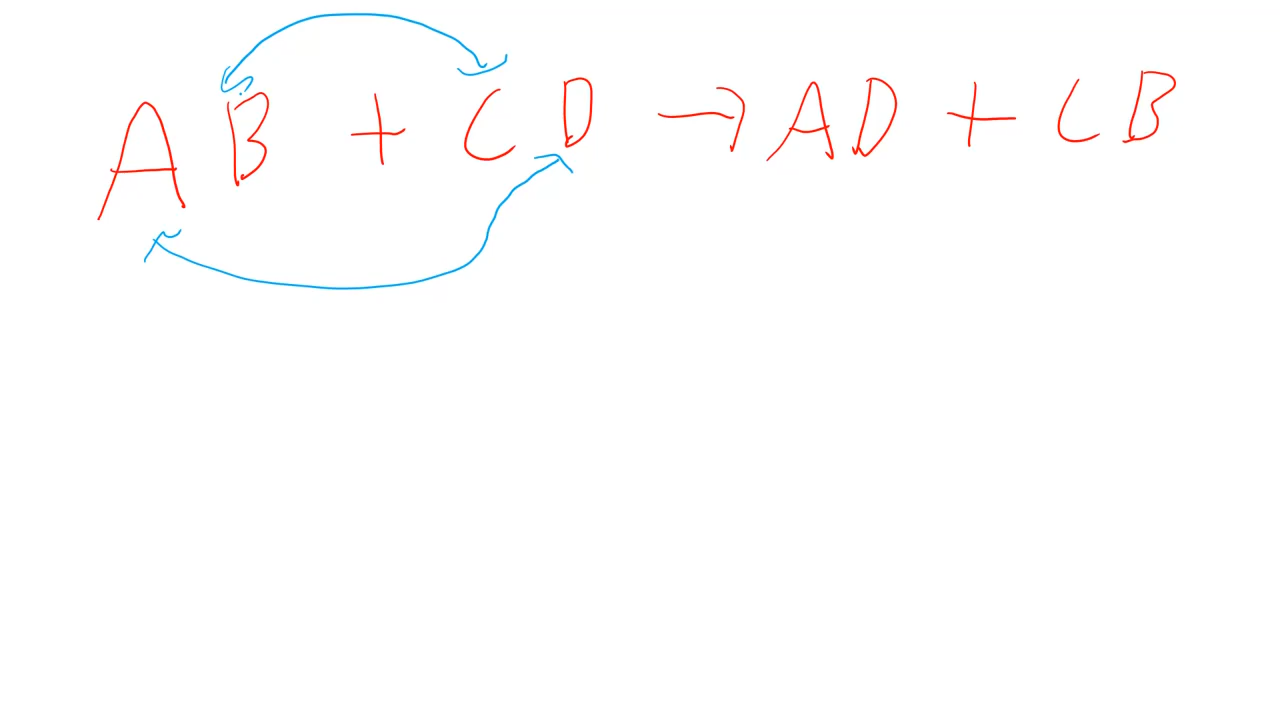 AB + CD → AD + CB